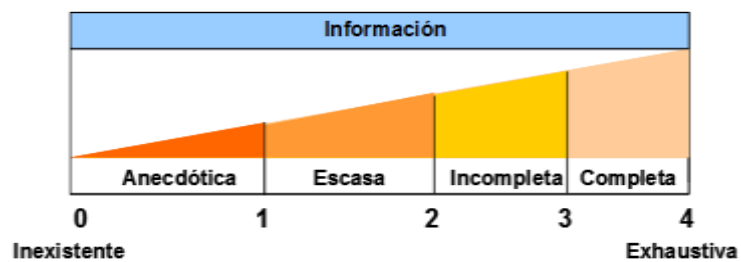 Información
Anecdótica Escasa Incompleta Completa
0 1 2 3 4
Inexistente Exhaustiva